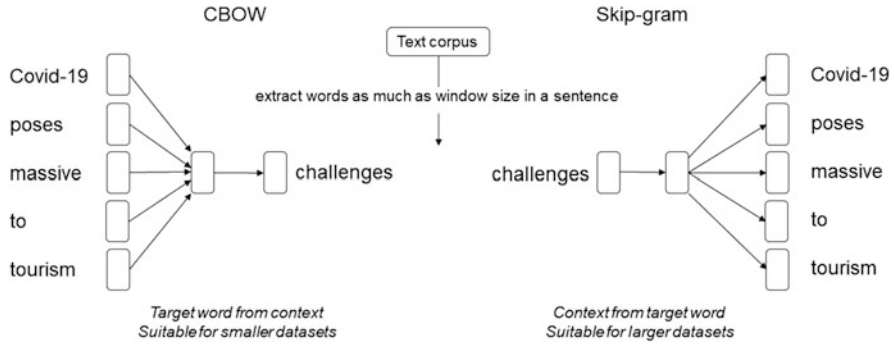 CBOW
Text corpus
Skip-gram
extract words as much as window size in a sentence
Covid-19
poses
massive
to
tourism
challenges
Target word from context
Suitable for smaller datasets
challenges
Covid-19
poses
massive
to
tourism
Context from target word
Suitable for larger datasets